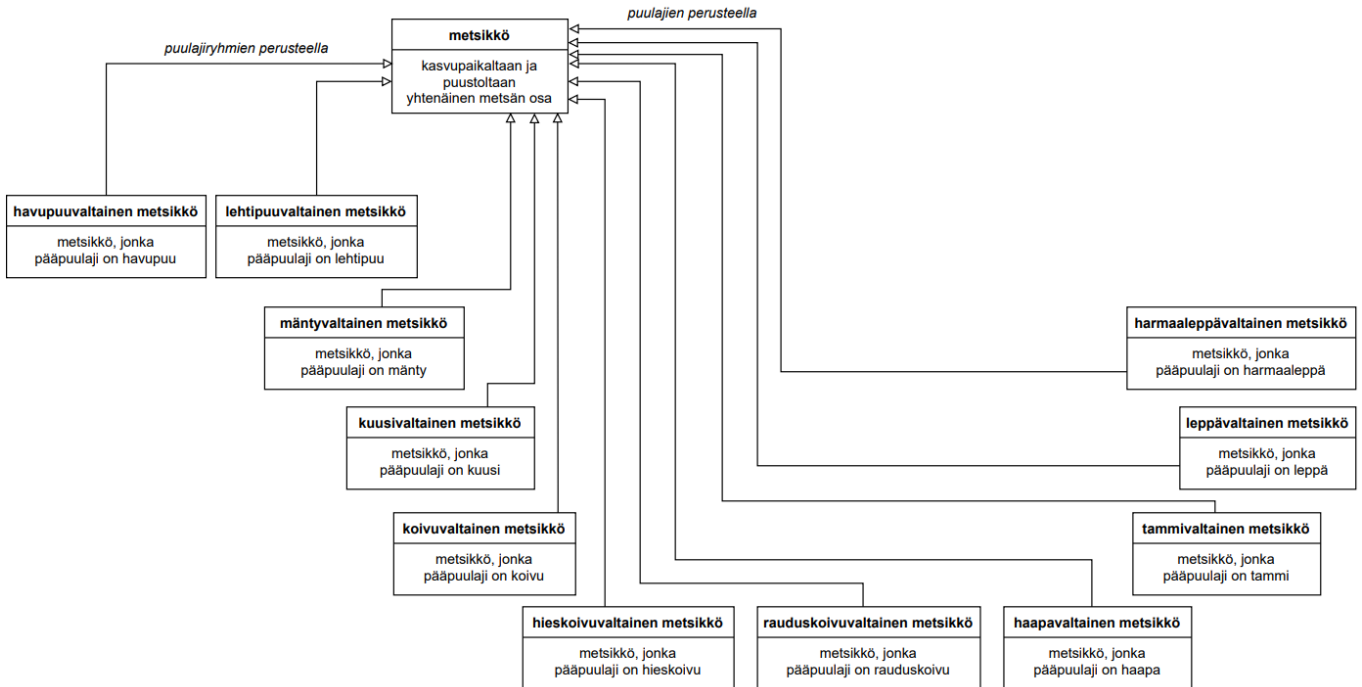 puulajien perusteella
puulajiryhmien perusteella
metsikkö
kasvupaikaltaan ja
puustoltaan
yhtenäinen metsän osa
havupuuvaltainen metsikkö
metsikkö, jonka
pääpuulaji on havupuu
lehtipuuvaltainen metsikkö
metsikkö, jonka
pääpuulaji on lehtipuu
mäntyvaltainen metsikkö
metsikkö, jonka
pääpuulaji on mänty
harmaaleppävaltainen metsikkö
metsikkö, jonka
pääpuulaji on harmaaleppä
kuusivaltainen metsikkö
metsikkö, jonka
pääpuulaji on kuusi
leppävaltainen metsikkö
metsikkö, jonka
pääpuulaji on leppä
koivuvaltainen metsikkö
metsikkö, jonka
pääpuulaji on koivu
tammivaltainen metsikkö
metsikkö, jonka
pääpuulaji on tammi
hieskoivuvaltainen metsikkö
metsikkö, jonka
pääpuulaji on hieskoivu
rauduskoivuvaltainen metsikkö
metsikkö, jonka
pääpuulaji on rauduskoivu
haapavaltainen metsikkö
metsikkö, jonka
pääpuulaji on haapa